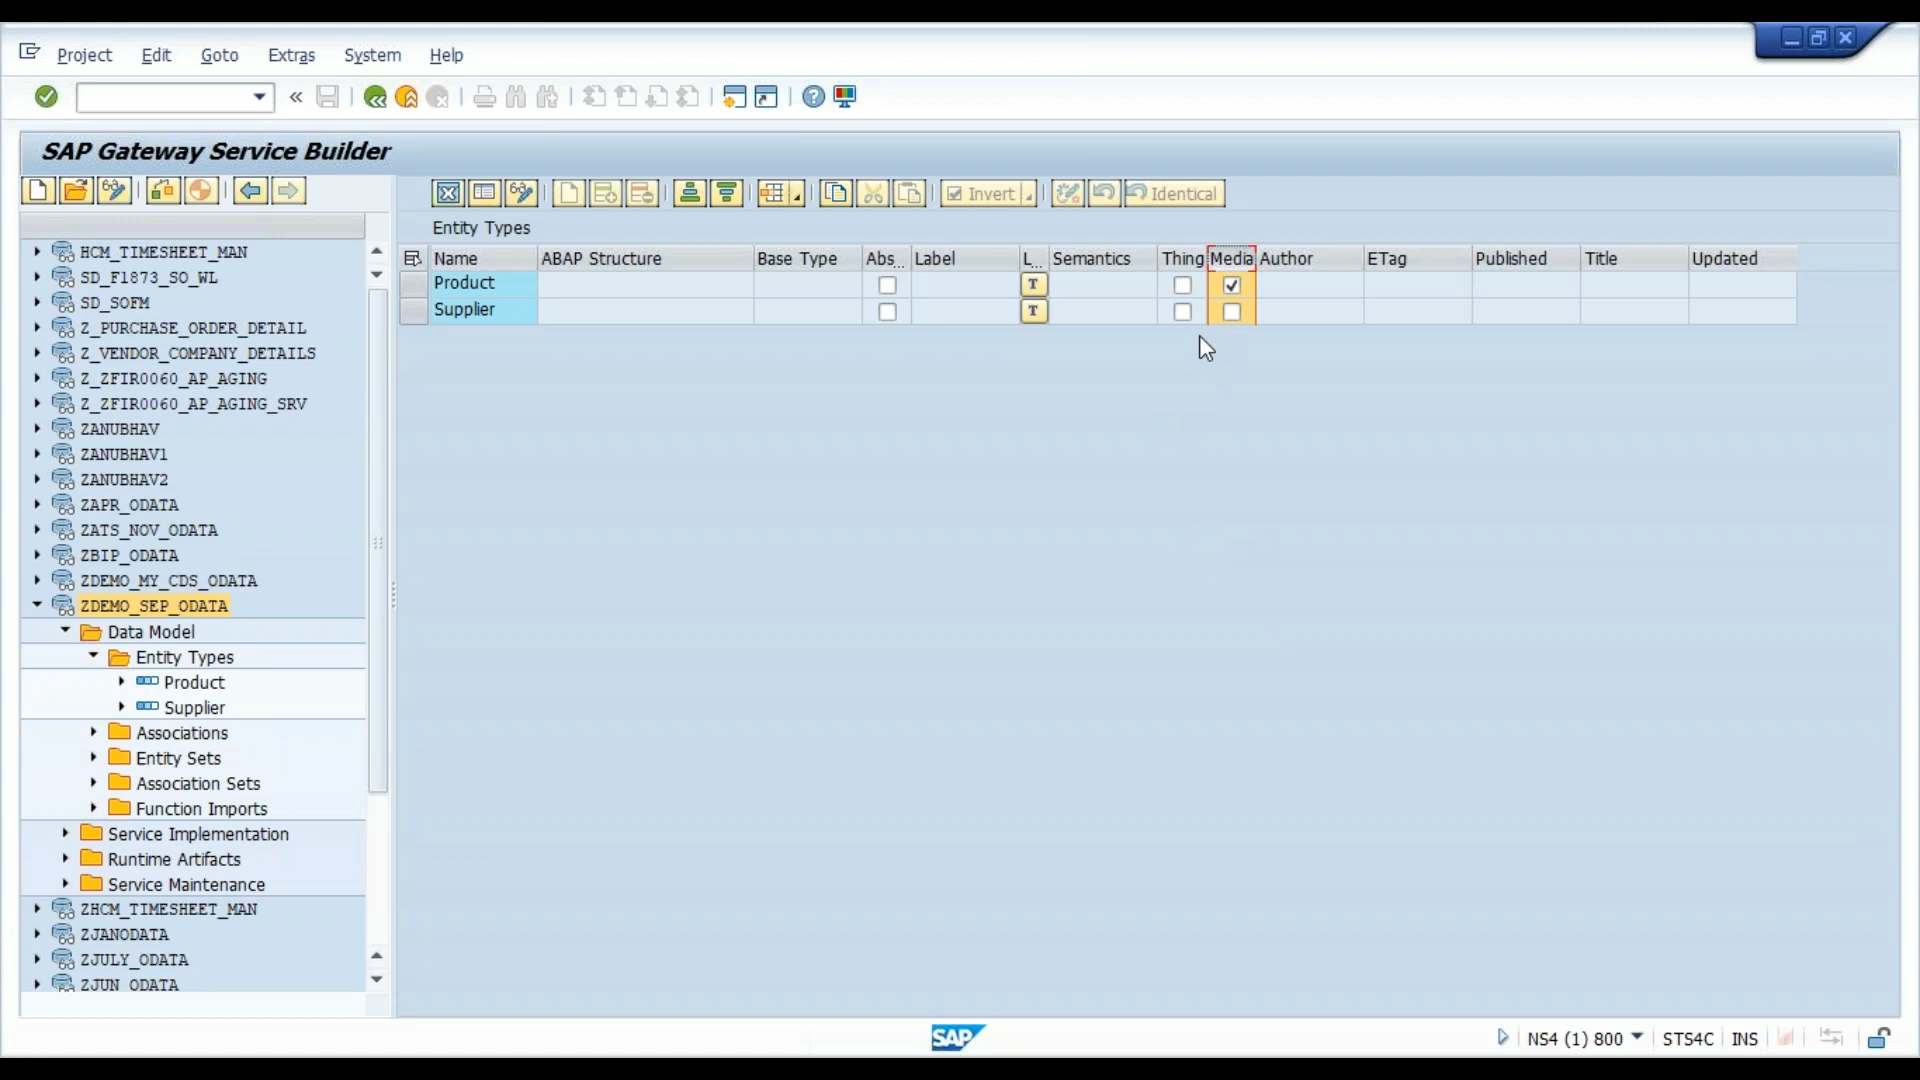 Project Edit Goto Extras System Help
SAP Gateway Service Builder
Invert Identical
Entity Types
Name ABAP Structure Base Type Abs... Label L... Semantics Thing Media Author ETag Published Title Updated
Product T
Supplier T
HCM_TIMESHEET_MAN
SD_F1873_SO_WL
SD_SOFM
Z_PURCHASE_ORDER_DETAIL
Z_VENDOR_COMPANY_DETAILS
Z_ZFIR0060_AP_AGING
Z_ZFIR0060_AP_AGING_SRV
ZANUBHAV
ZANUBHAV1
ZANUBHAV2
ZAPR_ODATA
ZATS_NOV_ODATA
ZBIP_ODATA
ZDEMO_MY_CDS_ODATA
ZDEMO_SEP_ODATA
Data Model
Entity Types
Product
Supplier
Associations
Entity Sets
Association Sets
Function Imports
Service Implementation
Runtime Artifacts
Service Maintenance
ZHCM_TIMESHEET_MAN
ZJANODATA
ZJULY_ODATA
ZJUN_ODATA
SAP NS4 (1) 800 STS4C INS